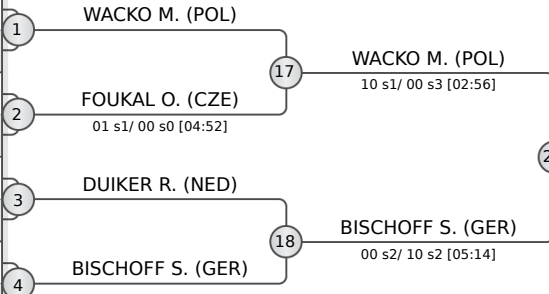 1
WACKO M. (POL)
17
WACKO M. (POL)
10 s1/ 00 s3 [02:56]
2
FOUKAL O. (CZE)
01 s1/ 00 s0 [04:52]
3
DUIKER R. (NED)
18
BISCHOFF S. (GER)
00 s2/ 10 s2 [05:14]
4
BISCHOFF S. (GER)